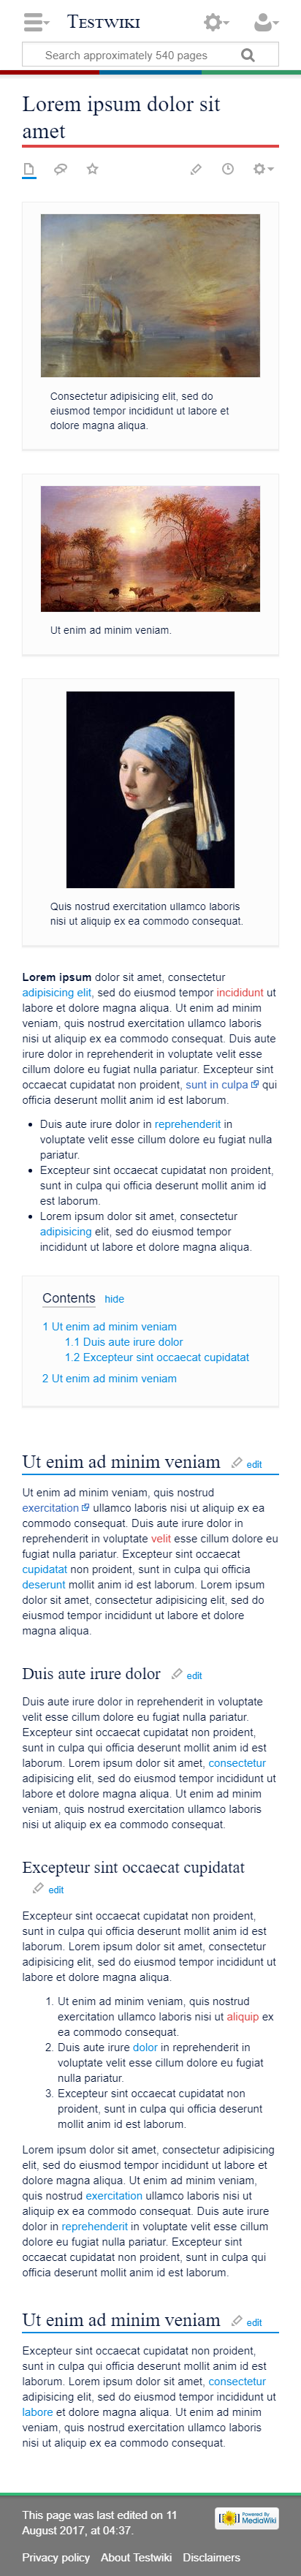 Testwiki
Search approximately 540 pages
Lorem ipsum dolor sit
amet
Consectetur adipisicing elit, sed do
eiusmod tempor incididunt ut labore et
dolore magna aliqua.
Ut enim ad minim veniam.
Quis nostrud exercitation ullamco laboris
nisi ut aliquip ex ea commodo consequat.
Lorem ipsum dolor sit amet, consectetur
adipisicing elit, sed do eiusmod tempor incididunt ut
labore et dolore magna aliqua. Ut enim ad minim
veniam, quis nostrud exercitation ullamco laboris
nisi ut aliquip ex ea commodo consequat. Duis aute
irure dolor in reprehenderit in voluptate velit esse
cillum dolore eu fugiat nulla pariatur. Excepteur sint
occaecat cupidatat non proident, sunt in culpa qui
officia deserunt mollit anim id est laborum.
• Duis aute irure dolor in reprehenderit in
voluptate velit esse cillum dolore eu fugiat nulla
pariatur.
• Excepteur sint occaecat cupidatat non proident,
sunt in culpa qui officia deserunt mollit anim id
est laborum.
• Lorem ipsum dolor sit amet, consectetur
adipisicing elit, sed do eiusmod tempor
incididunt ut labore et dolore magna aliqua.
Contents hide
1 Ut enim ad minim veniam
1.1 Duis aute irure dolor
1.2 Excepteur sint occaecat cupidatat
2 Ut enim ad minim veniam
Ut enim ad minim veniam edit
Ut enim ad minim veniam, quis nostrud
exercitation ullamco laboris nisi ut aliquip ex ea
commodo consequat. Duis aute irure dolor in
reprehenderit in voluptate velit esse cillum dolore eu
fugiat nulla pariatur. Excepteur sint occaecat
cupidatat non proident, sunt in culpa qui officia
deserunt mollit anim id est laborum. Lorem ipsum
dolor sit amet, consectetur adipisicing elit, sed do
eiusmod tempor incididunt ut labore et dolore
magna aliqua.
Duis aute irure dolor edit
Duis aute irure dolor in reprehenderit in voluptate
velit esse cillum dolore eu fugiat nulla pariatur.
Excepteur sint occaecat cupidatat non proident,
sunt in culpa qui officia deserunt mollit anim id est
laborum. Lorem ipsum dolor sit amet, consectetur
adipisicing elit, sed do eiusmod tempor incididunt ut
labore et dolore magna aliqua. Ut enim ad minim
veniam, quis nostrud exercitation ullamco laboris
nisi ut aliquip ex ea commodo consequat.
Excepteur sint occaecat cupidatat
edit
Excepteur sint occaecat cupidatat non proident,
sunt in culpa qui officia deserunt mollit anim id est
laborum. Lorem ipsum dolor sit amet, consectetur
adipisicing elit, sed do eiusmod tempor incididunt ut
labore et dolore magna aliqua.
1. Ut enim ad minim veniam, quis nostrud
exercitation ullamco laboris nisi ut aliquip ex
ea commodo consequat.
2. Duis aute irure dolor in reprehenderit in
voluptate velit esse cillum dolore eu fugiat
nulla pariatur.
3. Excepteur sint occaecat cupidatat non
proident, sunt in culpa qui officia deserunt
mollit anim id est laborum.
Lorem ipsum dolor sit amet, consectetur adipisicing
elit, sed do eiusmod tempor incididunt ut labore et
dolore magna aliqua. Ut enim ad minim veniam,
quis nostrud exercitation ullamco laboris nisi ut
aliquip ex ea commodo consequat. Duis aute irure
dolor in reprehenderit in voluptate velit esse cillum
dolore eu fugiat nulla pariatur. Excepteur sint
occaecat cupidatat non proident, sunt in culpa qui
officia deserunt mollit anim id est laborum.
Ut enim ad minim veniam edit
Excepteur sint occaecat cupidatat non proident,
sunt in culpa qui officia deserunt mollit anim id est
laborum. Lorem ipsum dolor sit amet, consectetur
adipisicing elit, sed do eiusmod tempor incididunt ut
labore et dolore magna aliqua. Ut enim ad minim
veniam, quis nostrud exercitation ullamco laboris
nisi ut aliquip ex ea commodo consequat.
This page was last edited on 11
August 2017, at 04:37.
Powered By
MediaWiki
Privacy policy About Testwiki Disclaimers